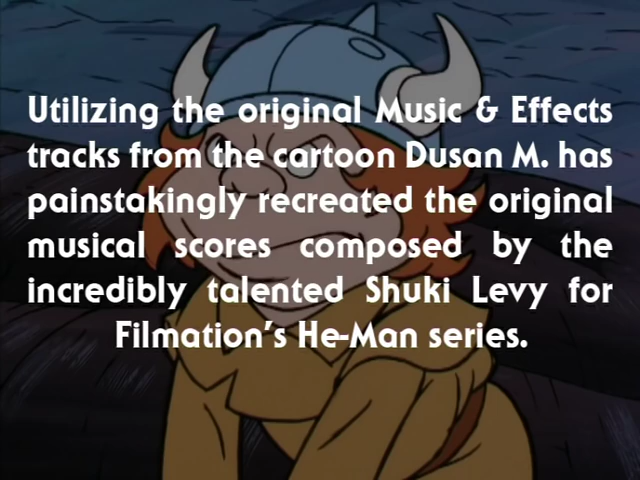 Utilizing the original Music & Effects
tracks from the cartoon Dusan M. has
painstakingly recreated the original
musical scores composed by the
incredibly talented Shuki Levy for
Filmation's He-Man series.